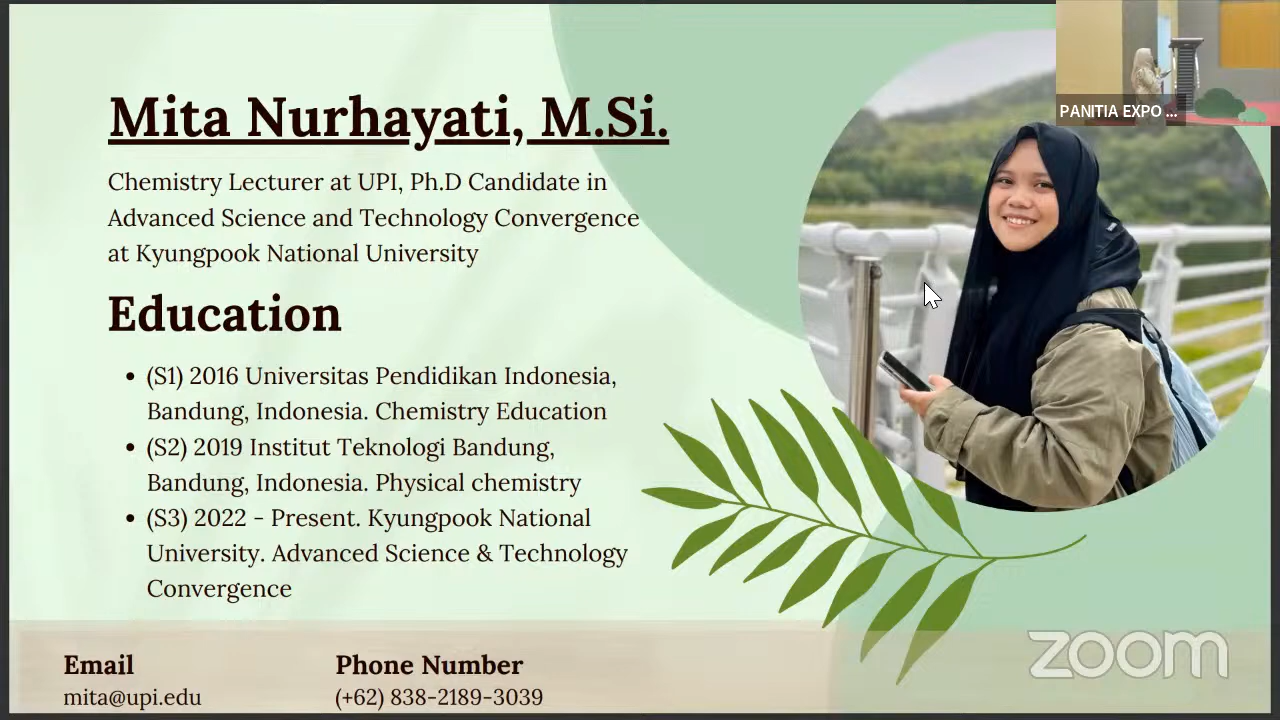 Mita Nurhayati, M.Si.
Chemistry Lecturer at UPI, Ph.D Candidate in
Advanced Science and Technology Convergence
at Kyungpook National University
Education
• (S1) 2016 Universitas Pendidikan Indonesia,
Bandung, Indonesia. Chemistry Education
• (S2) 2019 Institut Teknologi Bandung,
Bandung, Indonesia. Physical chemistry
• (S3) 2022 - Present. Kyungpook National
University. Advanced Science & Technology
Convergence
Email
mita@upi.edu
Phone Number
(+62) 838-2189-3039
PANITIA EXPO ...
zoom